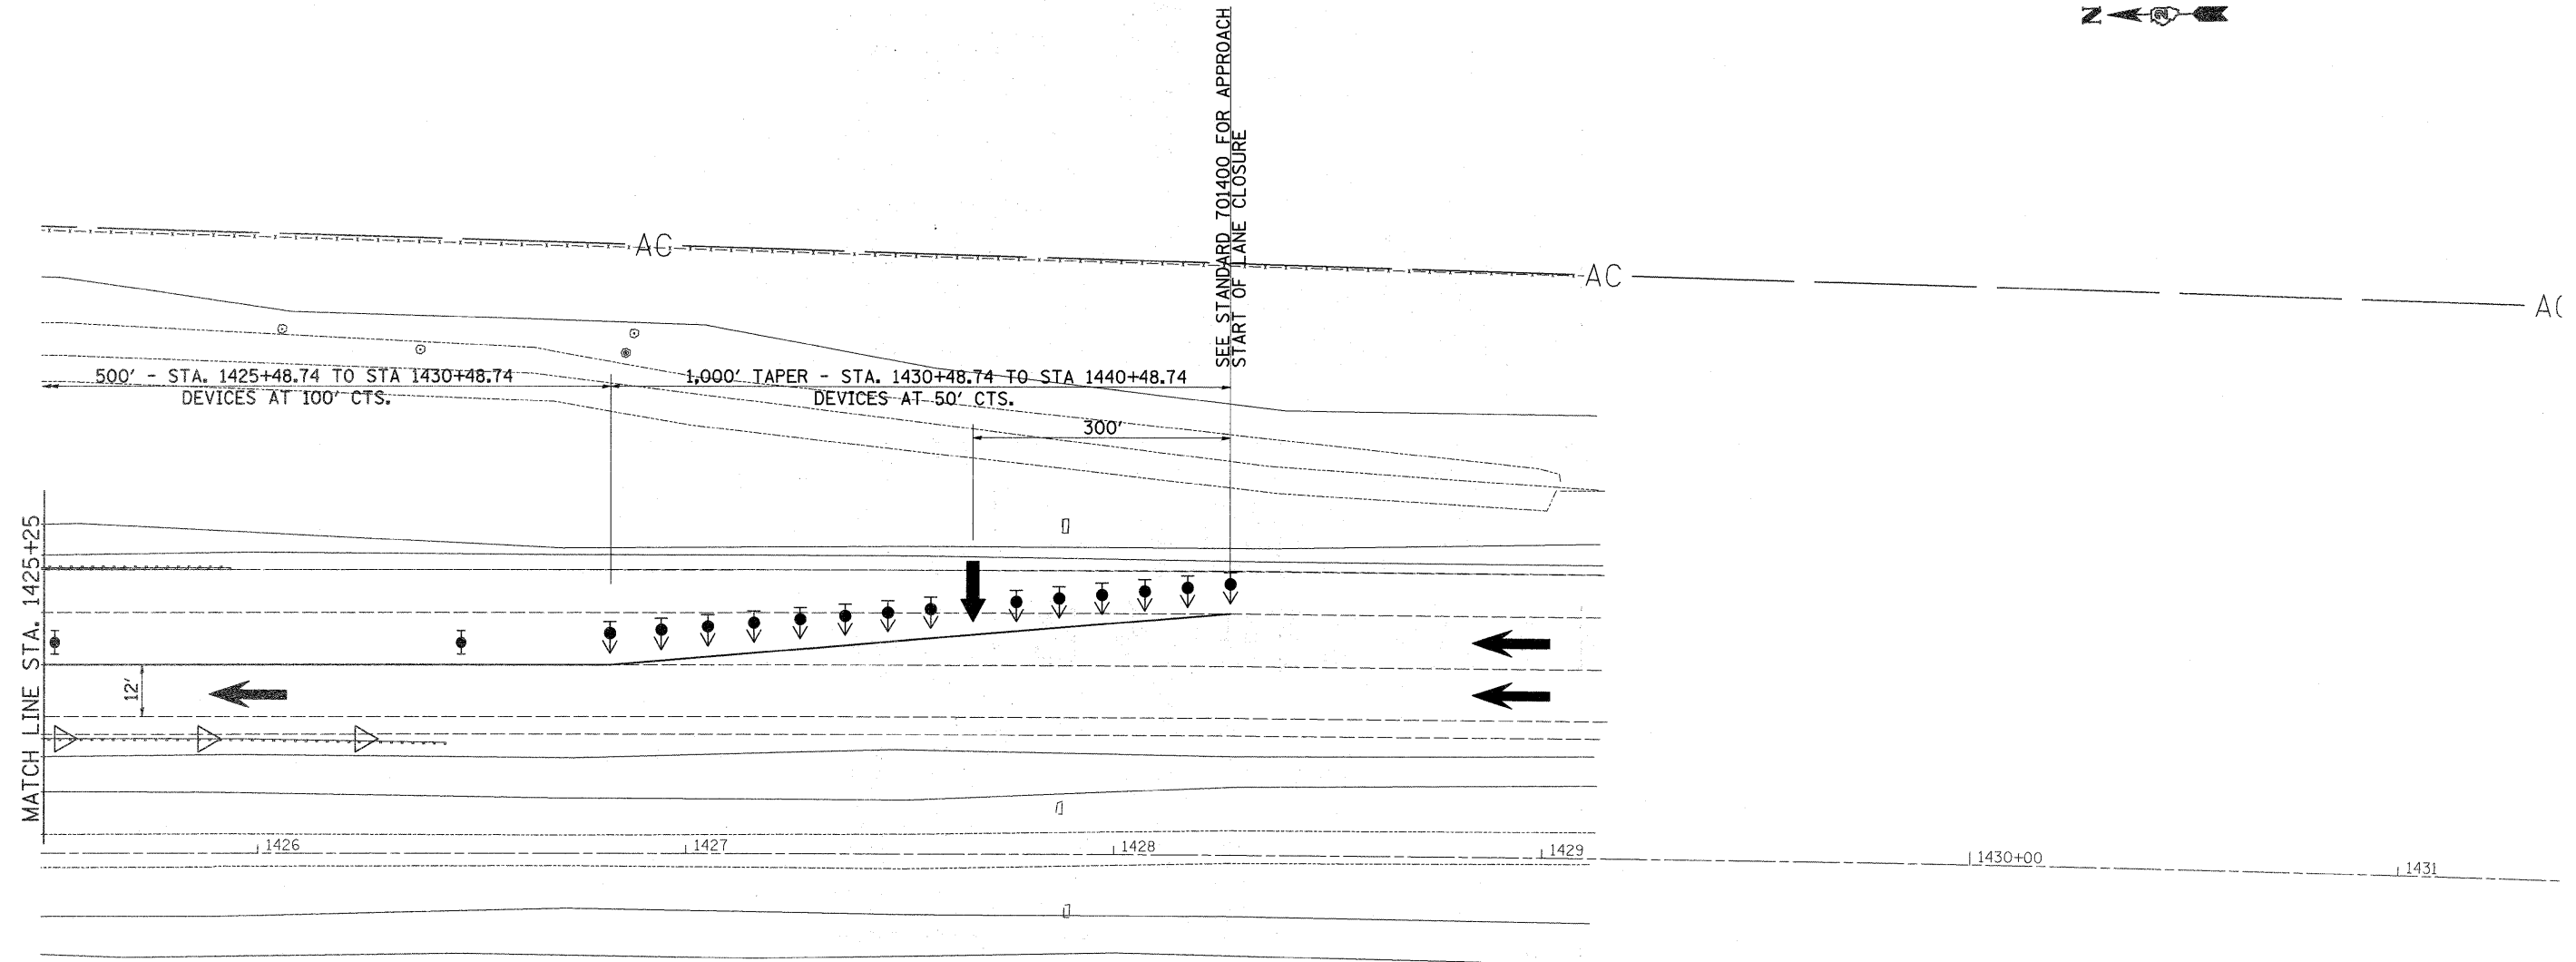 N
2
SEE STANDARD 701400 FOR APPROACH
START OF LANE CLOSURE
AC
AC
AC
500' - STA. 1425+48.74 TO STA 1430+48.74
DEVICES AT 100' CTS.
1,000' TAPER - STA. 1430+48.74 TO STA 1440+48.74
DEVICES AT 50' CTS.
300'
MATCH LINE STA. 1425+25
12'
1426
1427
1428
1429
1430+00
1431